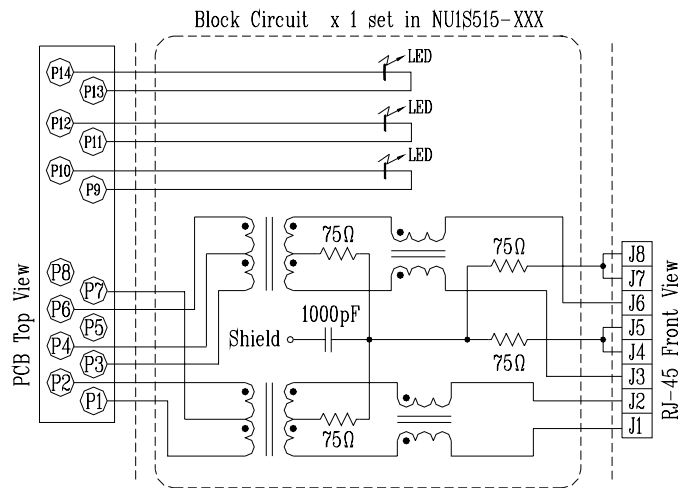 Block Circuit x 1 set in NU1S515-XXX
P14
LED
P13
P12
LED
P11
P10
LED
P9
P8
P7
P6
P5
P4
P3
P2
P1
PCB Top View
75Ω
75Ω
1000pF
Shield
75Ω
75Ω
J8
J7
J6
J5
J4
J3
J2
J1
RJ-45 Front View